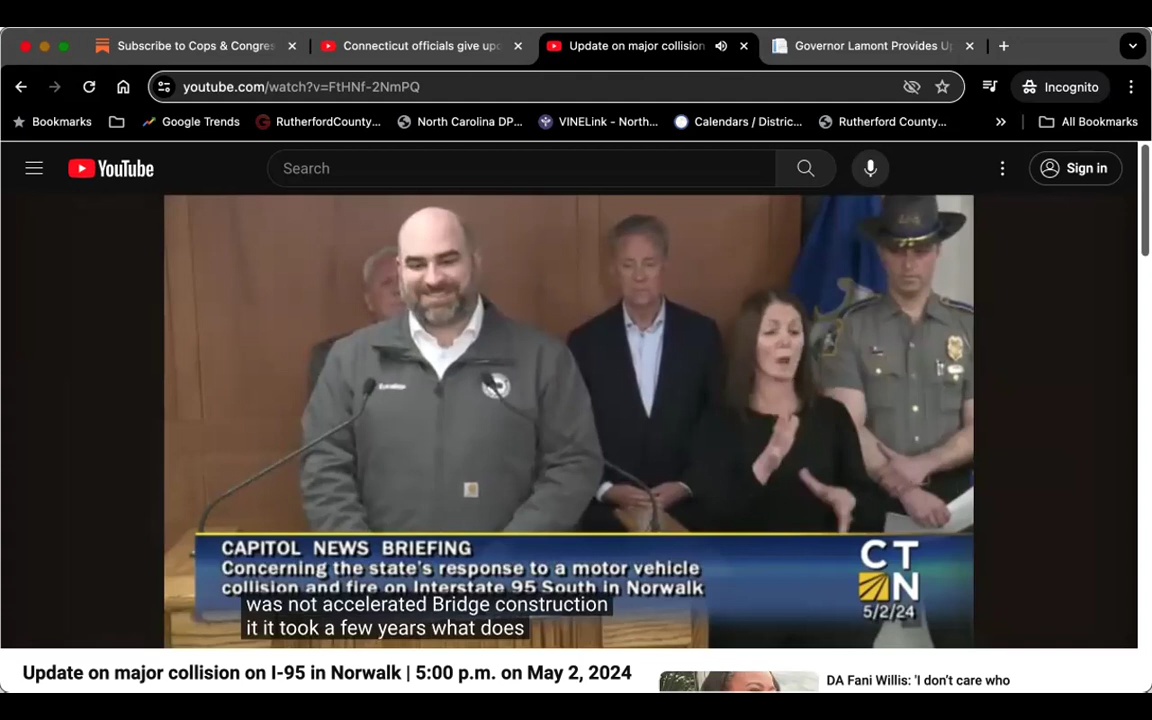 Subscribe to Cops & Congres
Connecticut officials give upd
Update on major collision
Governor Lamont Provides Up
youtube.com/watch?v=FtHNf-2NmPQ
Incognito
Bookmarks
Google Trends
RutherfordCounty...
North Carolina DP...
VINELink - North...
Calendars / Distric...
Rutherford County...
All Bookmarks
YouTube
Search
Sign in
CAPITOL NEWS BRIEFING
Concerning the state's response to a motor vehicle
collision and fire on Interstate 95 South in Norwalk
CT
N
5/2/24
was not accelerated Bridge construction
it it took a few years what does
Update on major collision on I-95 in Norwalk | 5:00 p.m. on May 2, 2024
DA Fani Willis: 'I don't care who